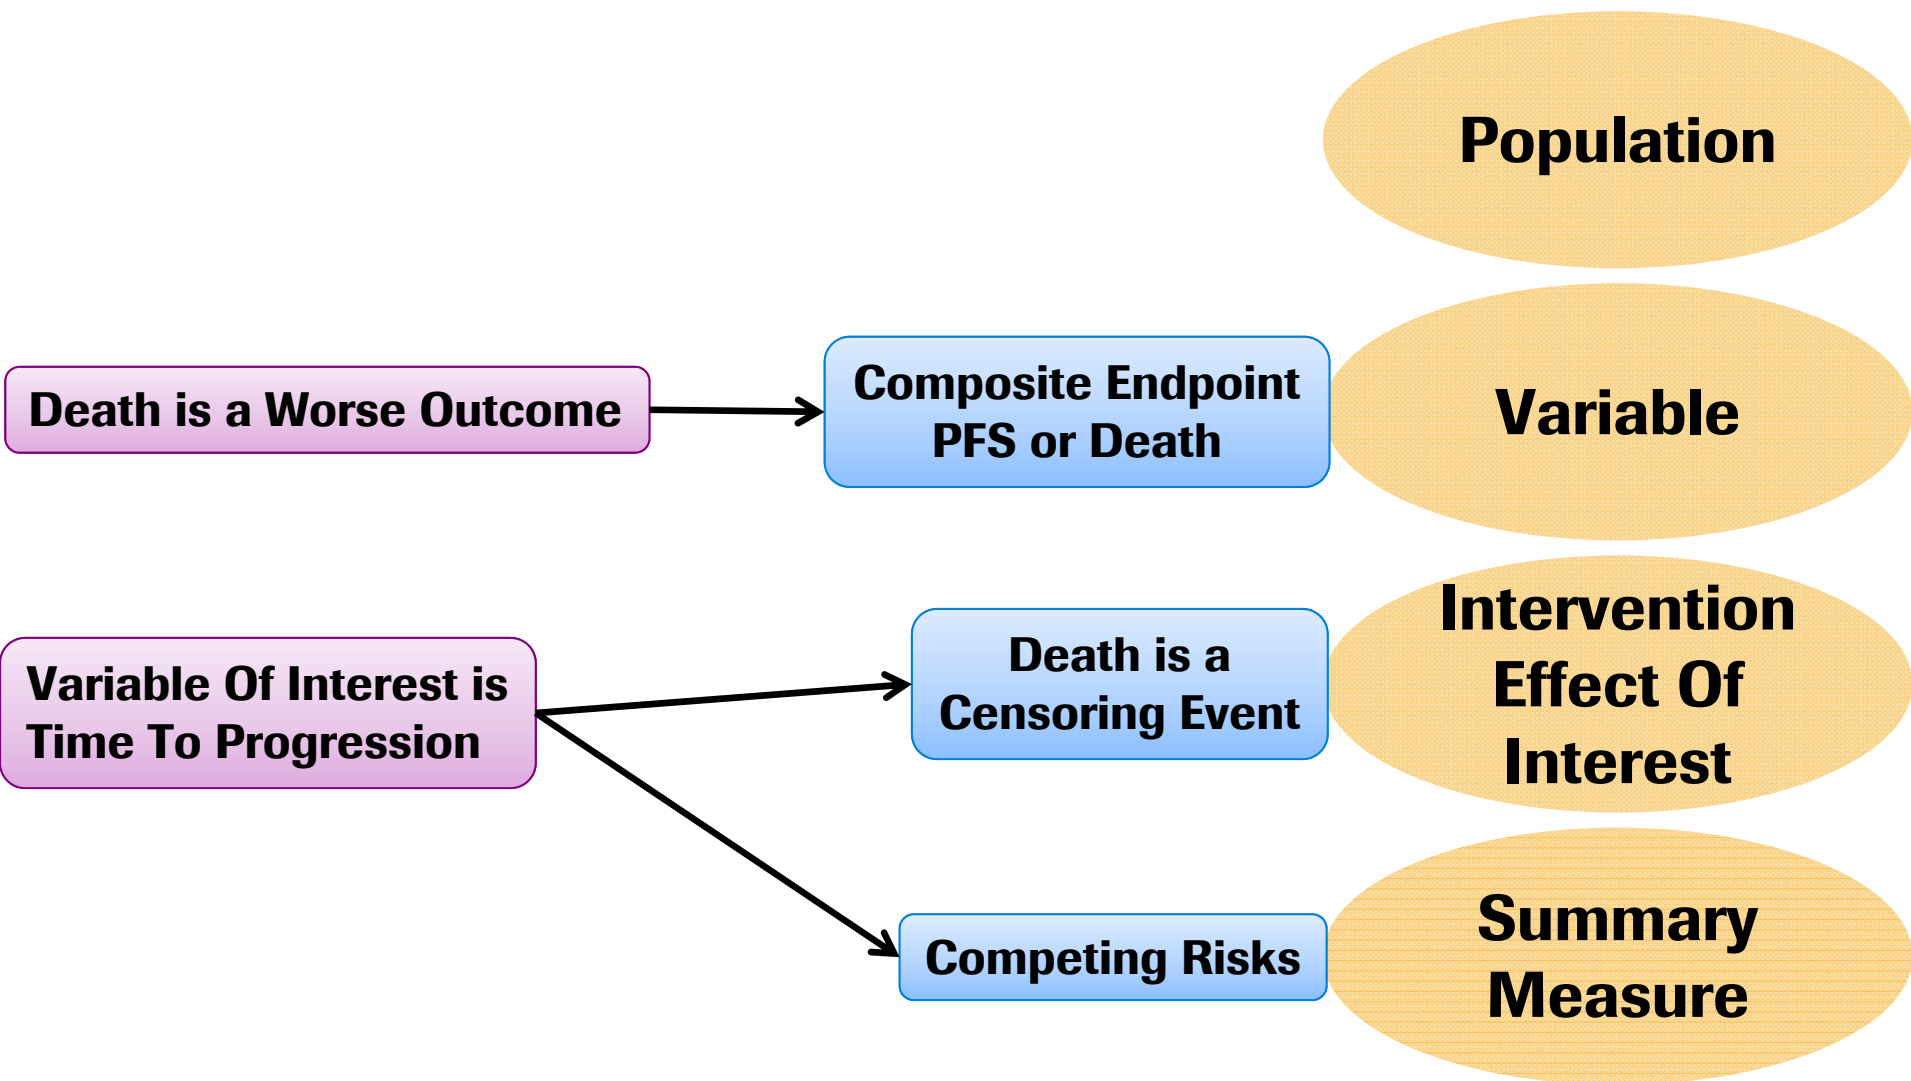 Population
Death is a Worse Outcome
Composite Endpoint
PFS or Death
Variable
Variable Of Interest is
Time To Progression
Death is a
Censoring Event
Intervention
Effect Of
Interest
Competing Risks
Summary
Measure